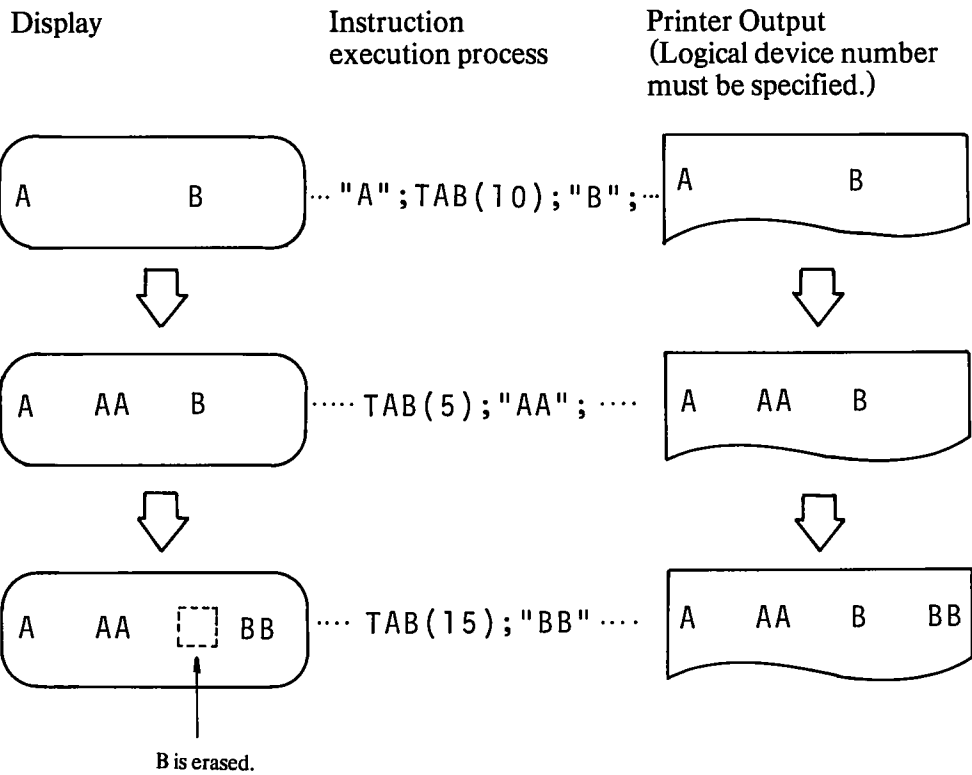 Display
Instruction
execution process
Printer Output
(Logical device number
must be specified.)
A B
... "A";TAB(10);"B";...
A B
A AA B
..... TAB(5);"AA"; ....
A AA B
A AA BB
.... TAB(15);"BB" ....
A AA B BB
B is erased.